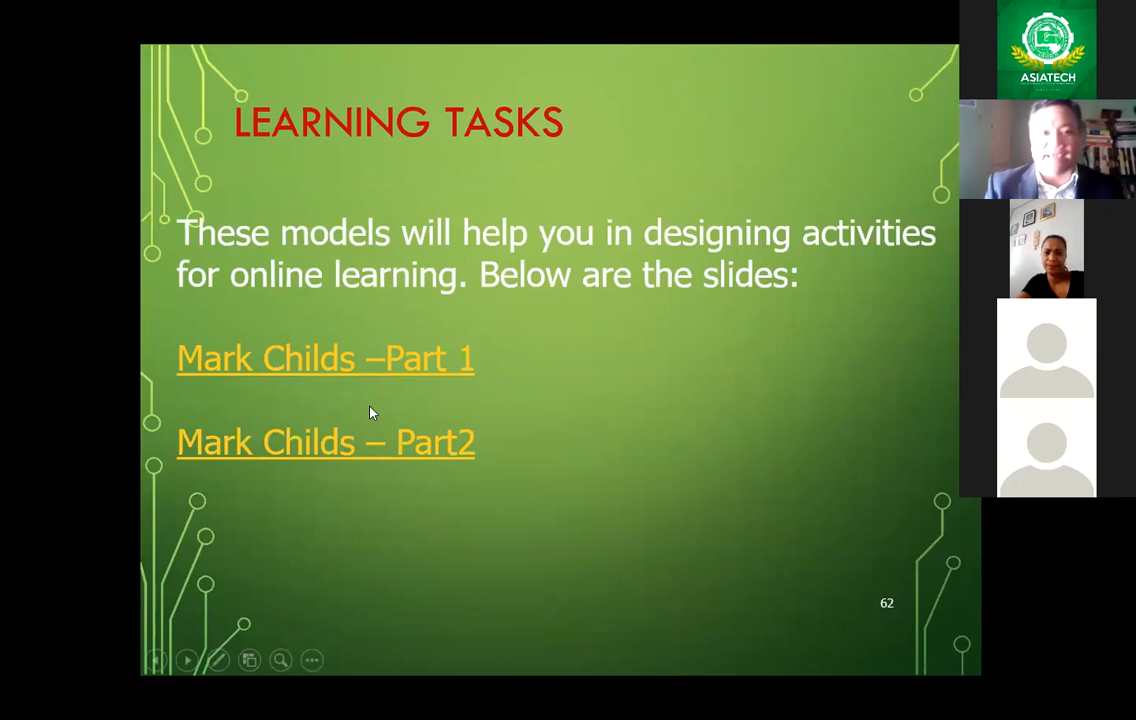 LEARNING TASKS
These models will help you in designing activities
for online learning. Below are the slides:
Mark Childs –Part 1
Mark Childs – Part2
62
ASIATECH